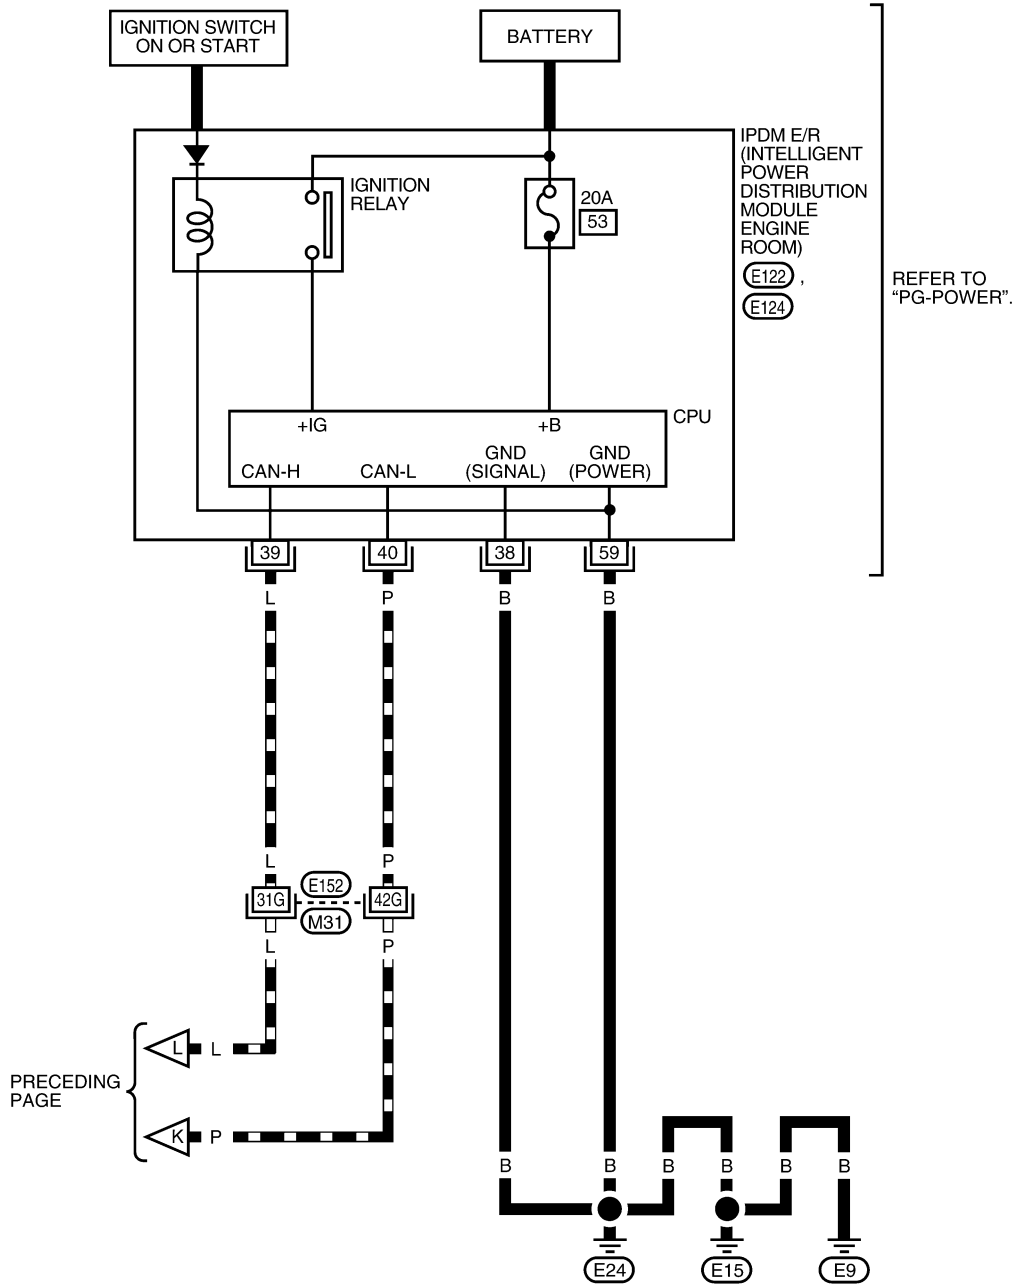 IGNITION SWITCH
ON OR START
BATTERY
IPDM E/R
(INTELLIGENT
POWER
DISTRIBUTION
MODULE
ENGINE
ROOM)
E122 ,
E124
IGNITION
RELAY
20A
53
REFER TO
“PG-POWER”.
CPU
+IG
+B
CAN-H
CAN-L
GND
(SIGNAL)
GND
(POWER)
39
40
38
59
L
P
B
B
L
P
31G
E152
42G
M31
L
P
L
L
PRECEDING
PAGE
K
P
B
B
B
B
B
B
E24
E15
E9